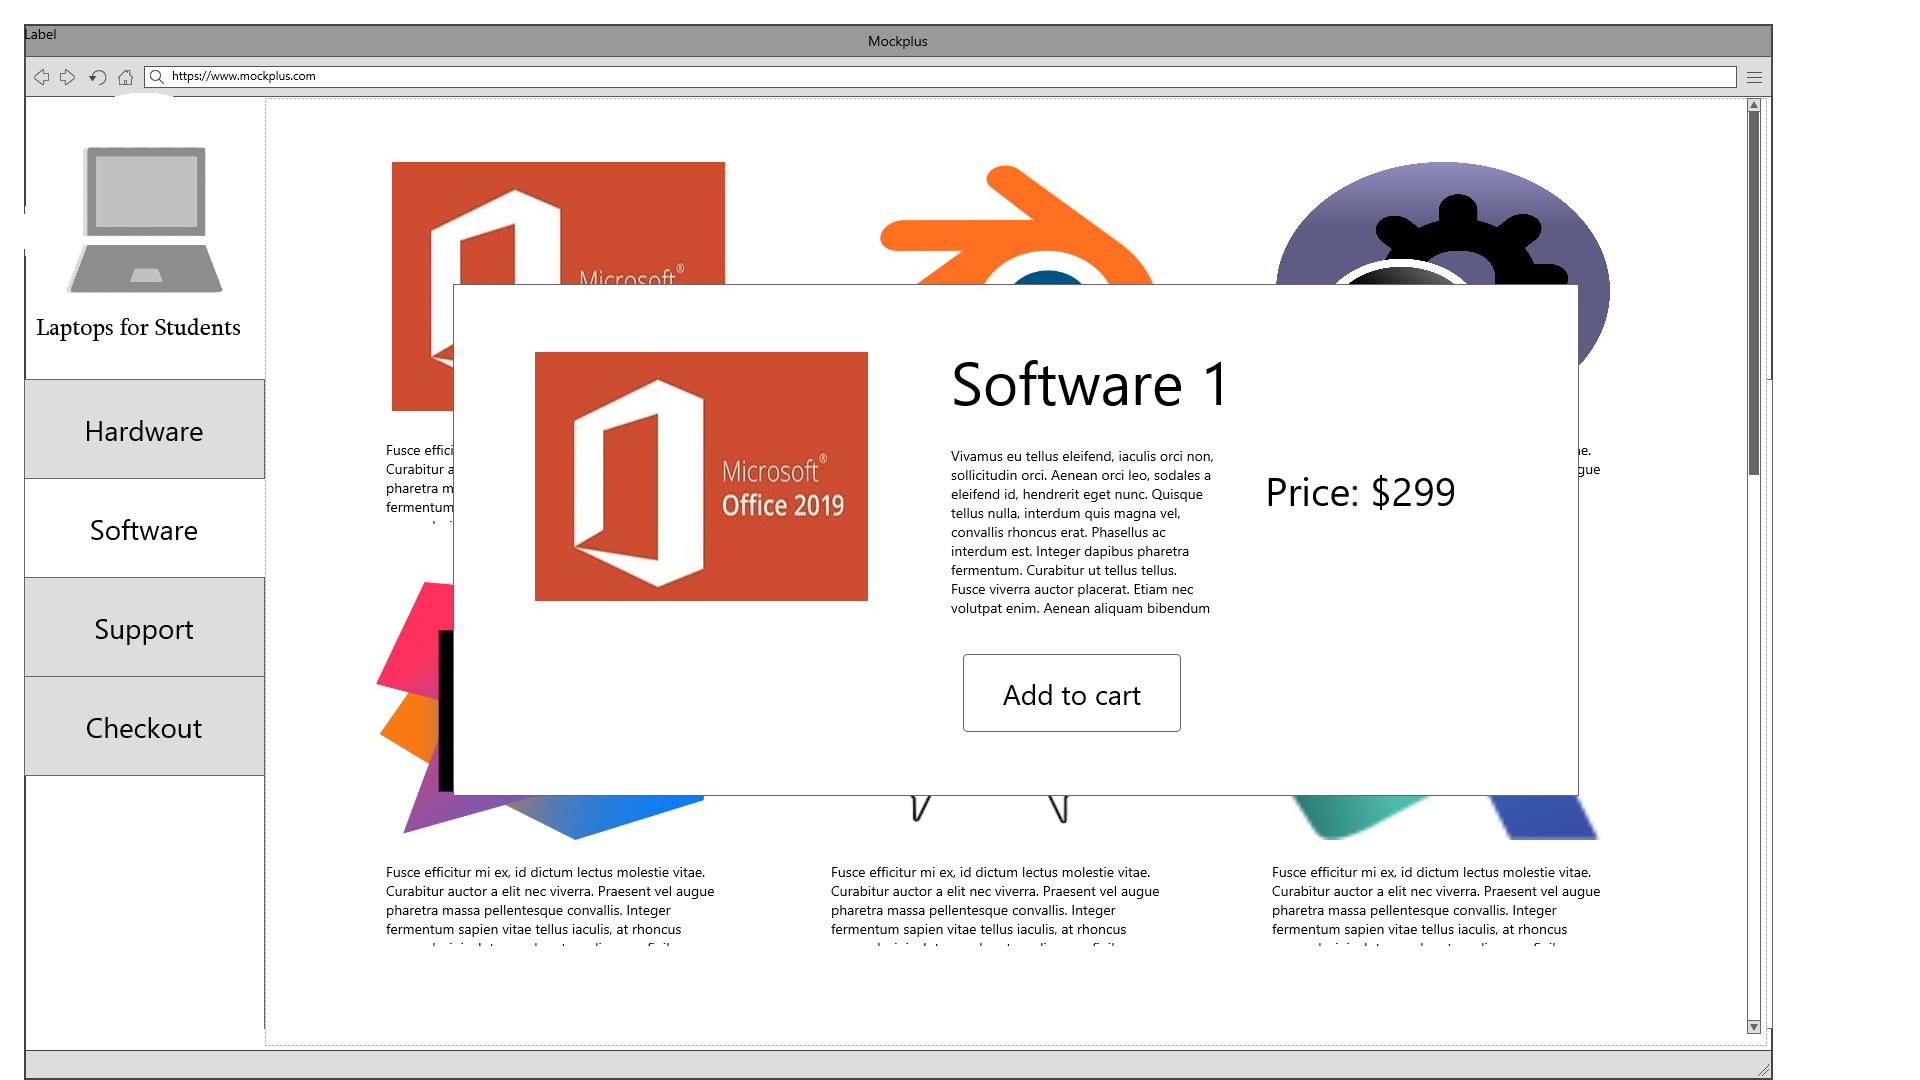 Label
Mockplus
https://www.mockplus.com
Laptops for Students
Hardware
Software
Support
Checkout
Microsoft®
Fusce effici
Curabitur a
pharetra m
fermentum
Microsoft®
Office 2019
Software 1
Vivamus eu tellus eleifend, iaculis orci non,
sollicitudin orci. Aenean orci leo, sodales a
eleifend id, hendrerit eget nunc. Quisque
tellus nulla, interdum quis magna vel,
convallis rhoncus erat. Phasellus ac
interdum est. Integer dapibus pharetra
fermentum. Curabitur ut tellus tellus.
Fusce viverra auctor placerat. Etiam nec
volutpat enim. Aenean aliquam bibendum
Price: $299
Add to cart
ae.
gue
Fusce efficitur mi ex, id dictum lectus molestie vitae.
Curabitur auctor a elit nec viverra. Praesent vel augue
pharetra massa pellentesque convallis. Integer
fermentum sapien vitae tellus iaculis, at rhoncus
Fusce efficitur mi ex, id dictum lectus molestie vitae.
Curabitur auctor a elit nec viverra. Praesent vel augue
pharetra massa pellentesque convallis. Integer
fermentum sapien vitae tellus iaculis, at rhoncus
Fusce efficitur mi ex, id dictum lectus molestie vitae.
Curabitur auctor a elit nec viverra. Praesent vel augue
pharetra massa pellentesque convallis. Integer
fermentum sapien vitae tellus iaculis, at rhoncus